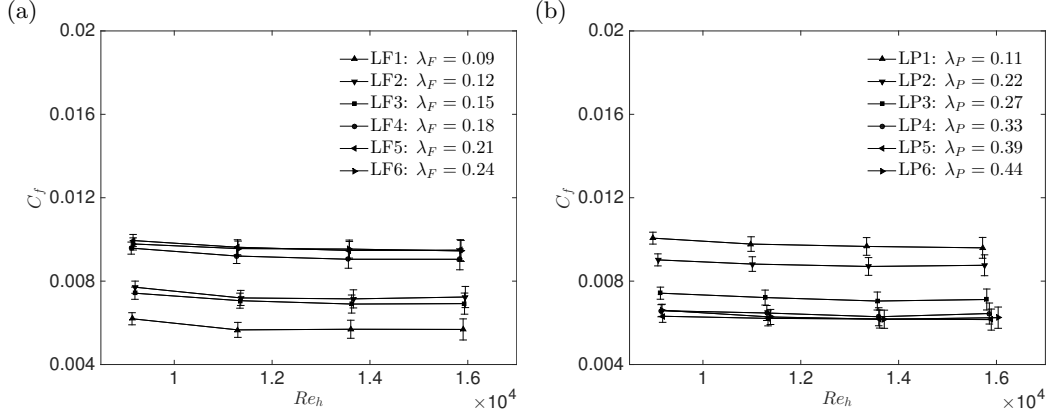 (a)
0.02
0.016
0.012
0.008
0.004
C_f
1
1.2
1.4
1.6
Re_h
×10^4
LF1: λ_F = 0.09
LF2: λ_F = 0.12
LF3: λ_F = 0.15
LF4: λ_F = 0.18
LF5: λ_F = 0.21
LF6: λ_F = 0.24
(b)
0.02
0.016
0.012
0.008
0.004
C_f
1
1.2
1.4
1.6
Re_h
×10^4
LP1: λ_P = 0.11
LP2: λ_P = 0.22
LP3: λ_P = 0.27
LP4: λ_P = 0.33
LP5: λ_P = 0.39
LP6: λ_P = 0.44